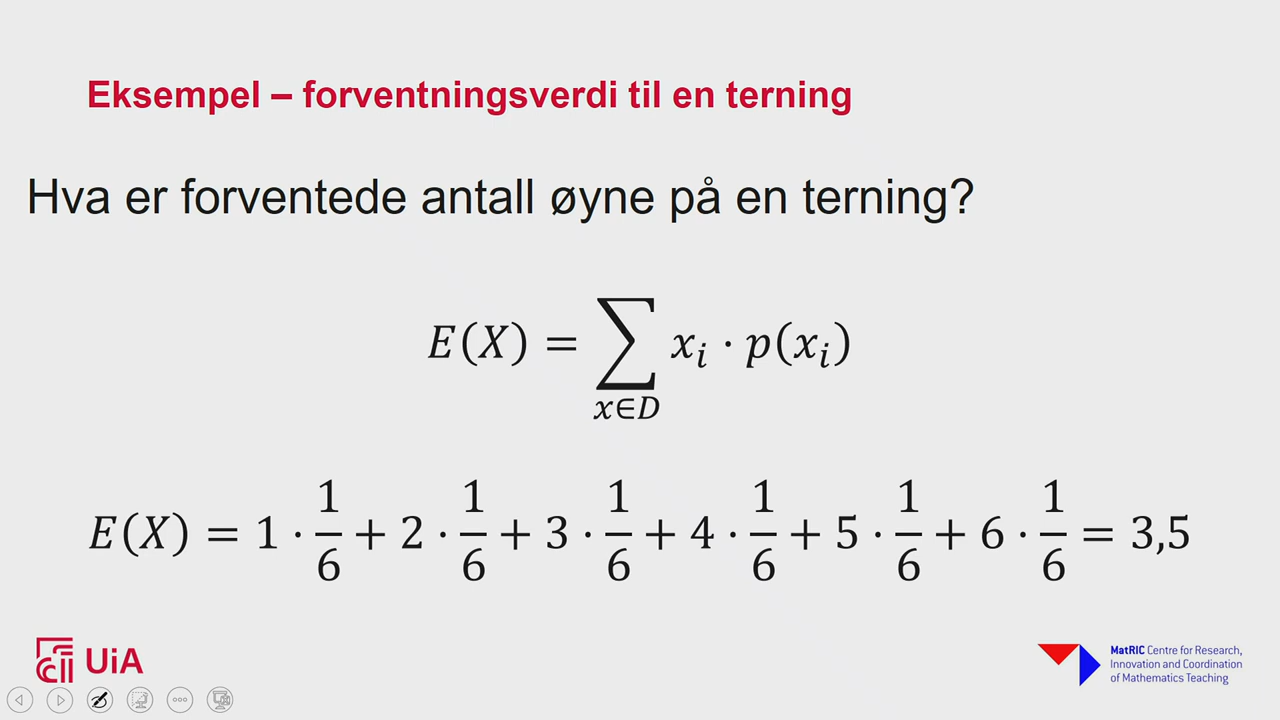 Eksempel – forventningsverdi til en terning
Hva er forventede antall øyne på en terning?
E(X) = ∑_{x∈D} x_i · p(x_i)
E(X) = 1 · 1/6 + 2 · 1/6 + 3 · 1/6 + 4 · 1/6 + 5 · 1/6 + 6 · 1/6 = 3,5
UiA
MatRIC Centre for Research,
Innovation and Coordination
of Mathematics Teaching